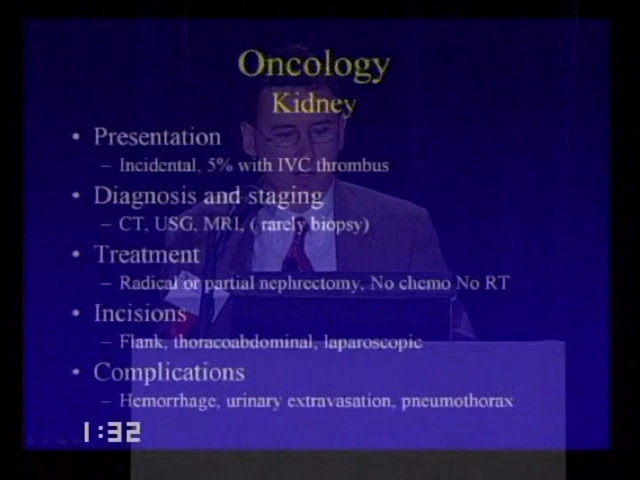 Oncology
Kidney
• Presentation
– Incidental, 5% with IVC thrombus
• Diagnosis and staging
– CT, USG, MRI, ( rarely biopsy)
• Treatment
– Radical or partial nephrectomy, No chemo No RT
• Incisions
– Flank, thoracoabdominal, laparoscopic
• Complications
– Hemorrhage, urinary extravasation, pneumothorax
1:32